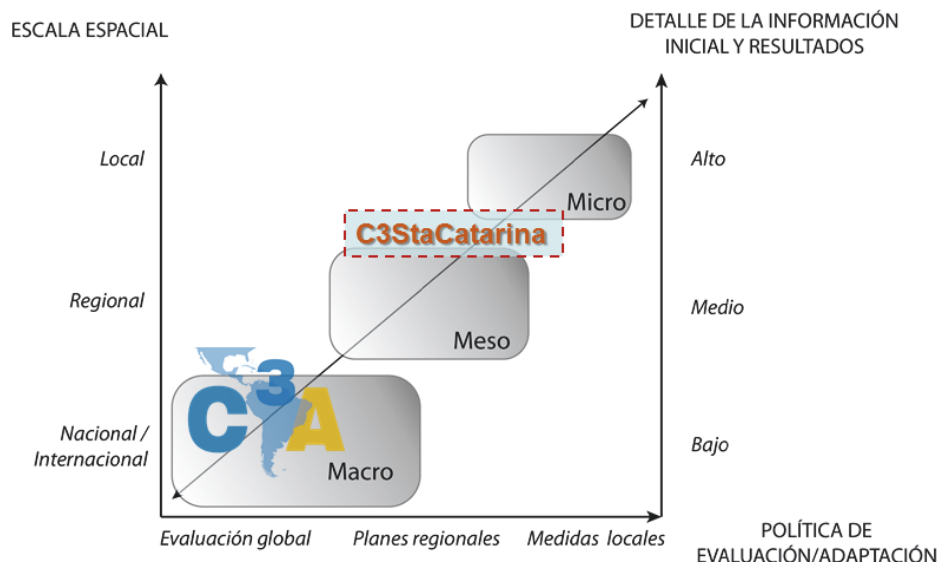 ESCALA ESPACIAL
DETALLE DE LA INFORMACIÓN
INICIAL Y RESULTADOS
Local
Alto
Micro
C3StaCatarina
Regional
Medio
Meso
C3A
Nacional /
Internacional
Bajo
Macro
Evaluación global
Planes regionales
Medidas locales
POLÍTICA DE
EVALUACIÓN/ADAPTACIÓN